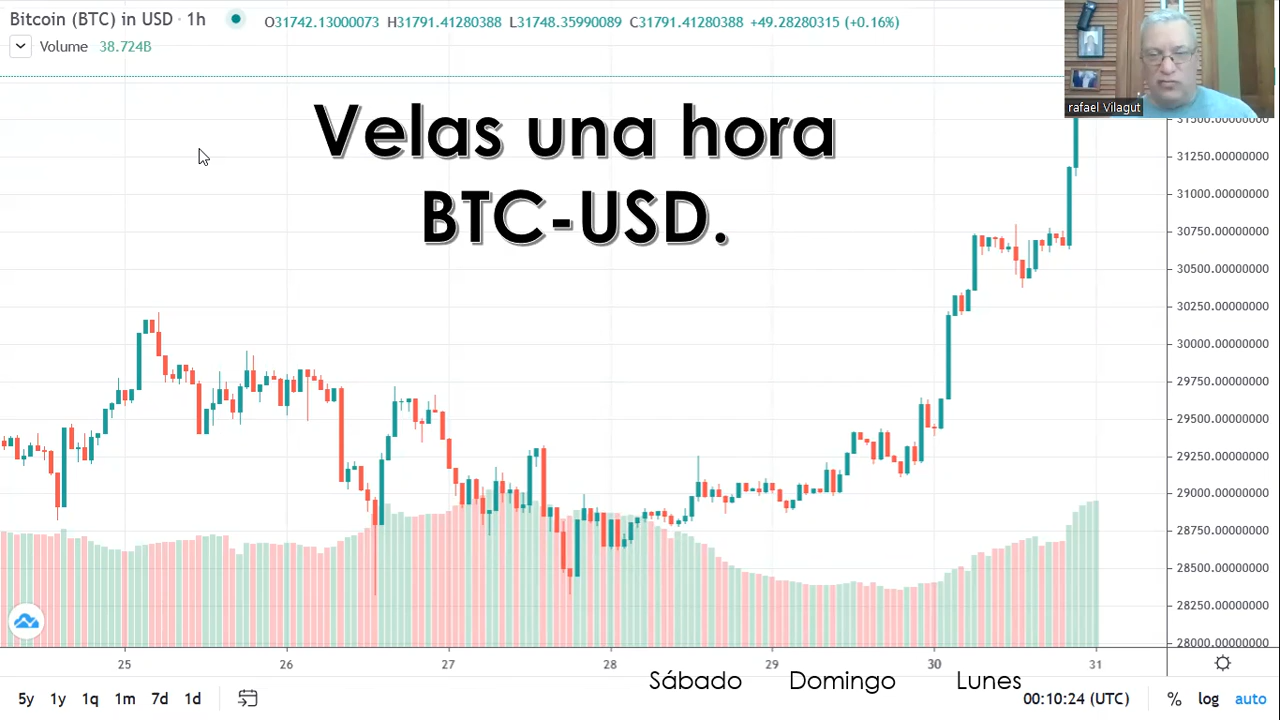 Bitcoin (BTC) in USD · 1h
O31742.13000073 H31791.41280388 L31748.35990089 C31791.41280388 +49.28280315 (+0.16%)
Volume 38.724B
rafael Vilagut
Velas una hora
BTC-USD.
31250.00000000
31000.00000000
30750.00000000
30500.00000000
30250.00000000
30000.00000000
29750.00000000
29500.00000000
29250.00000000
29000.00000000
28750.00000000
28500.00000000
28250.00000000
28000.00000000
25 26 27 28 29 30 31
Sábado Domingo Lunes
5y 1y 1q 1m 7d 1d
00:10:24 (UTC) % log auto